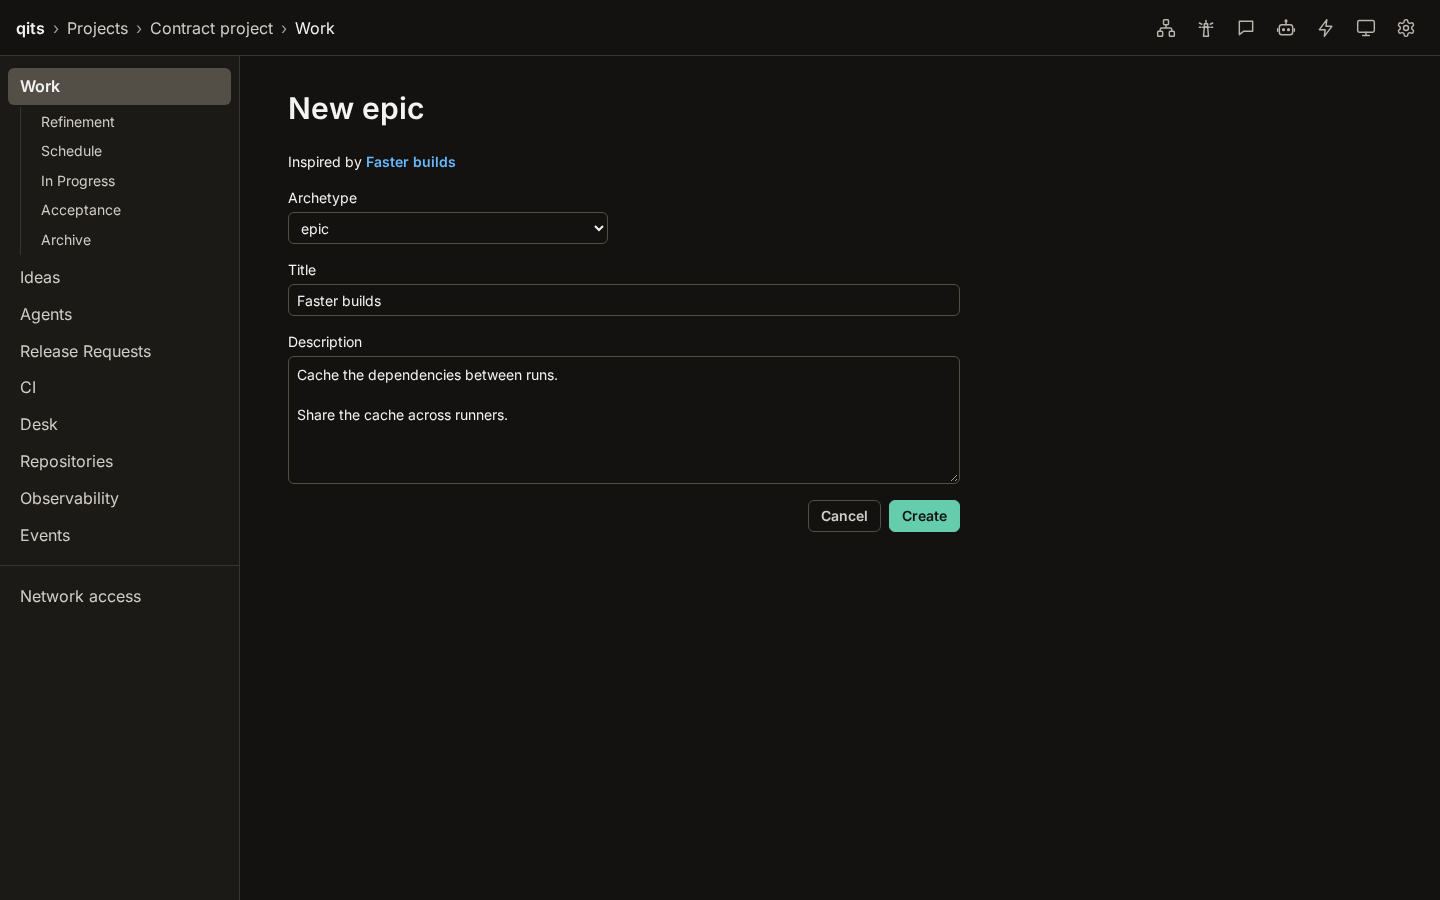 qits › Projects › Contract project › Work
Work
Refinement
Schedule
In Progress
Acceptance
Archive
Ideas
Agents
Release Requests
CI
Desk
Repositories
Observability
Events
Network access
New epic
Inspired by Faster builds
Archetype
epic
Title
Faster builds
Description
Cache the dependencies between runs.
Share the cache across runners.
Cancel
Create